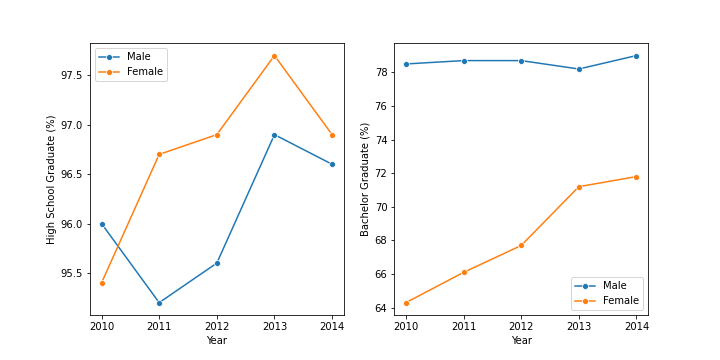 Male
Female
High School Graduate (%)
97.5
97.0
96.5
96.0
95.5
2010 2011 2012 2013 2014
Year
Bachelor Graduate (%)
78
76
74
72
70
68
66
64
Male
Female
2010 2011 2012 2013 2014
Year